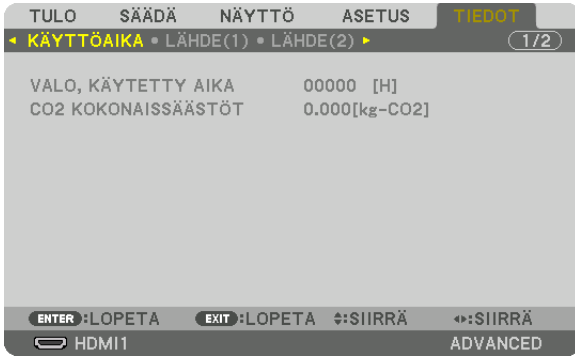 TULO SÄÄDÄ NÄYTTÖ ASETUS TIEDOT
◂ KÄYTTÖAIKA • LÄHDE(1) • LÄHDE(2) ▸ 1/2
VALO, KÄYTETTY AIKA 00000 [H]
CO2 KOKONAISSÄÄSTÖT 0.000[kg-CO2]
ENTER :LOPETA EXIT :LOPETA ♦:SIIRRÄ ◂▸:SIIRRÄ
HDMI1 ADVANCED